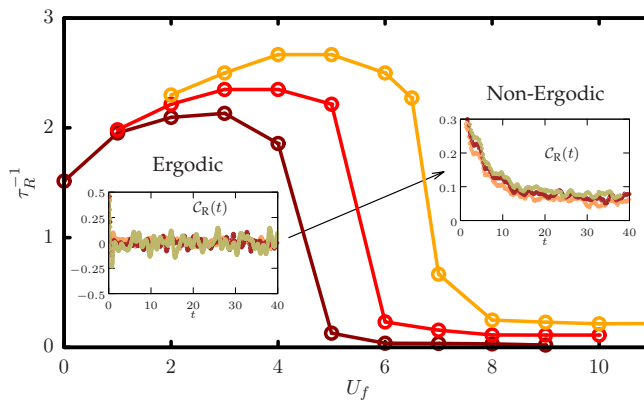 3
2
1
0
τ_R^{-1}
Non-Ergodic
0.3
0.2
0.1
0.0
C_R(t)
0 10 20 30 40
t
Ergodic
0.5
0.25
0
−0.25
−0.5
C_R(t)
0 10 20 30 40
t
0 2 4 6 8 10
U_f